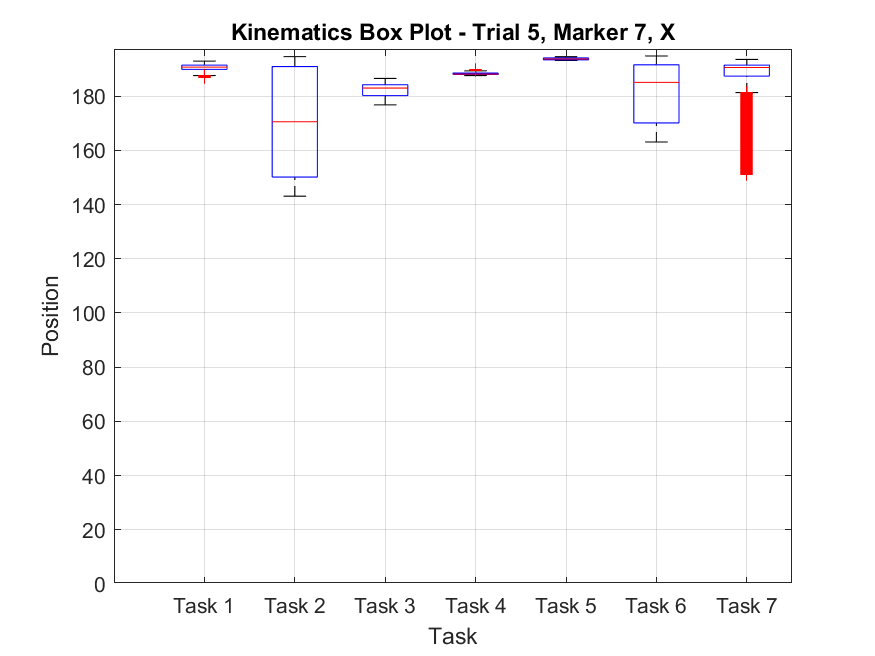 Kinematics Box Plot - Trial 5, Marker 7, X
180
160
140
120
100
80
60
40
20
0
Position
Task 1 Task 2 Task 3 Task 4 Task 5 Task 6 Task 7
Task